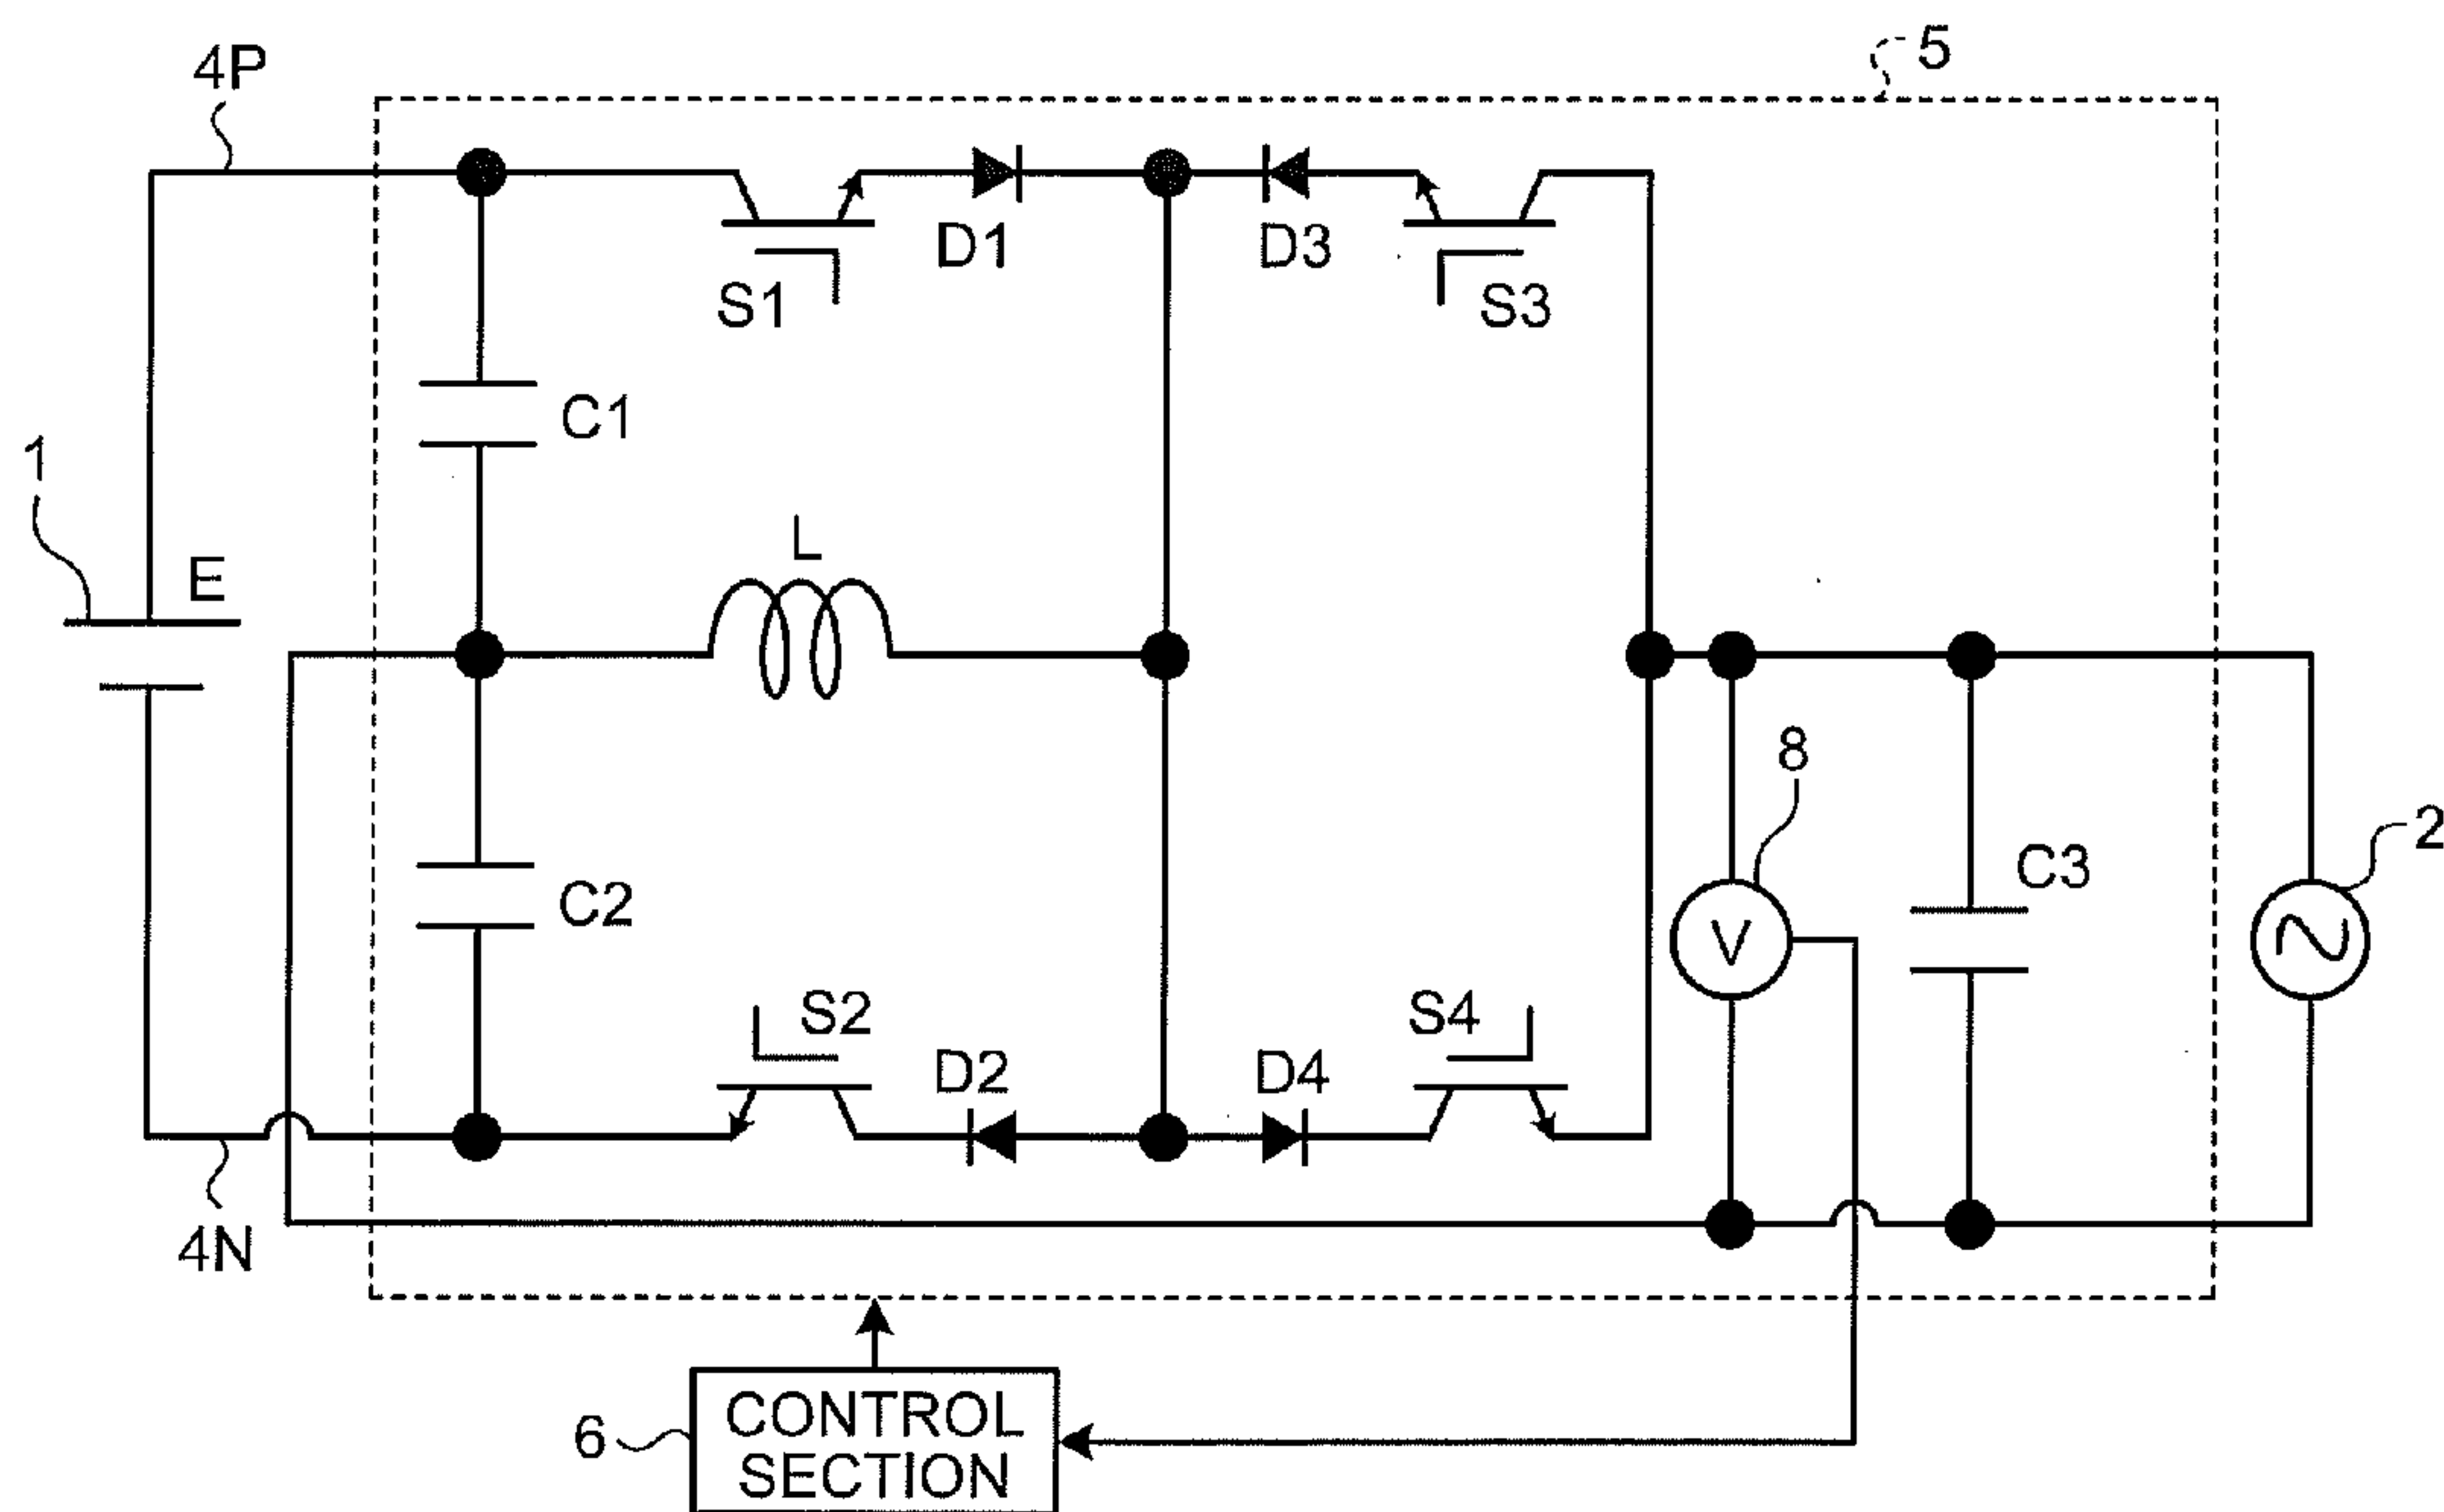 5
4P
D1
D3
S1
S3
C1
1
L
E
8
2
C3
C2
V
S2
S4
D2
D4
4N
6
CONTROL
SECTION